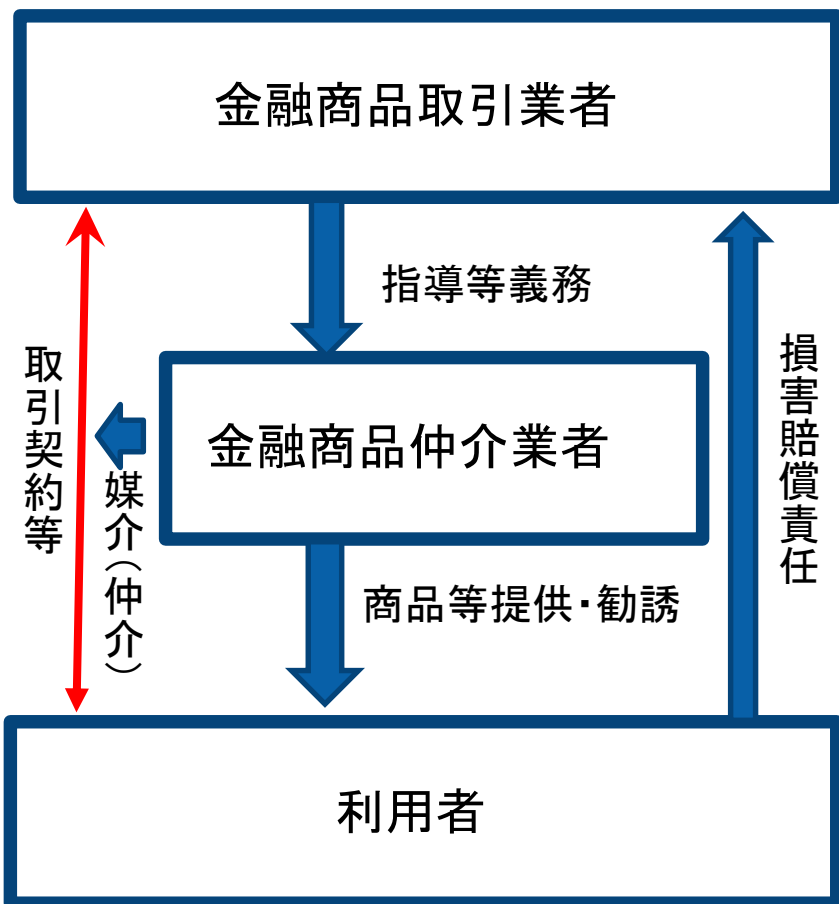 金融商品取引業者
指導等義務
取引契約等
媒介(仲介)
金融商品仲介業者
損害賠償責任
商品等提供・勧誘
利用者